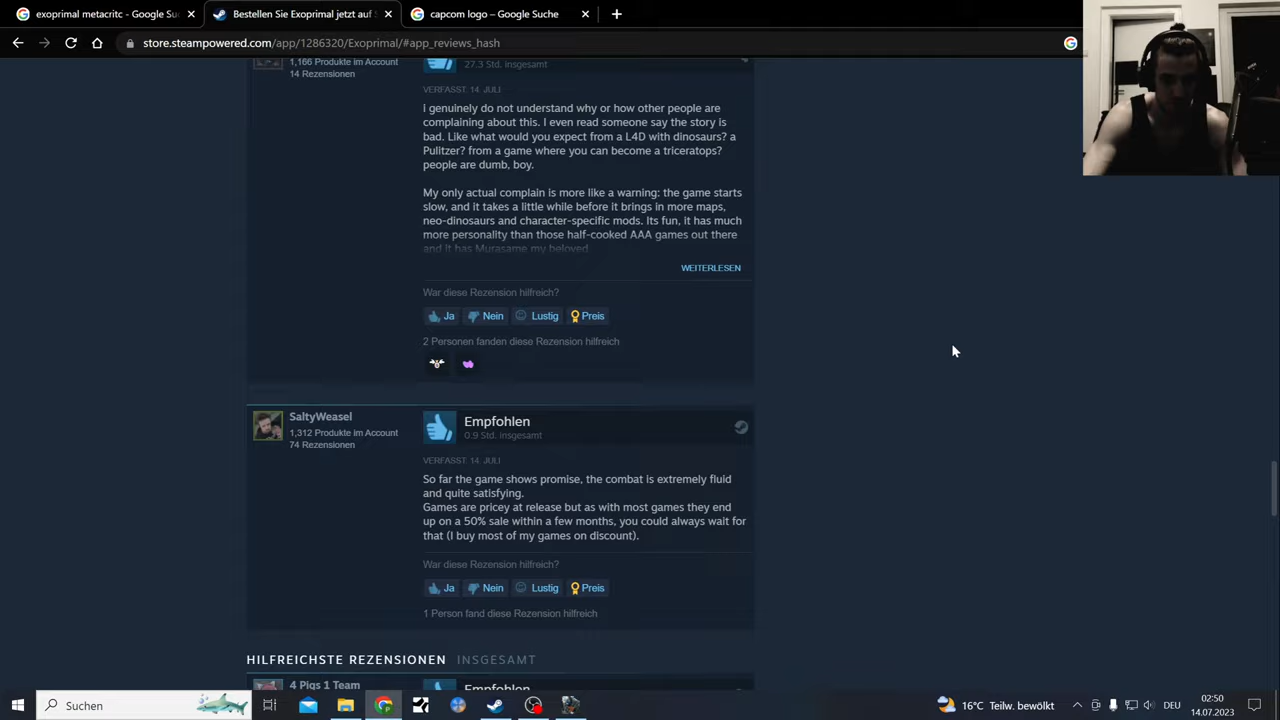 exoprimal metacritc - Google Su
Bestellen Sie Exoprimal jetzt auf S
capcom logo – Google Suche
store.steampowered.com/app/1286320/Exoprimal/#app_reviews_hash
1,166 Produkte im Account
14 Rezensionen
27.3 Std. insgesamt
VERFASST: 14. JULI
i genuinely do not understand why or how other people are
complaining about this. I even read someone say the story is
bad. Like what would you expect from a L4D with dinosaurs? a
Pulitzer? from a game where you can become a triceratops?
people are dumb, boy.
My only actual complain is more like a warning: the game starts
slow, and it takes a little while before it brings in more maps,
neo-dinosaurs and character-specific mods. Its fun, it has much
more personality than those half-cooked AAA games out there
and it has Murasame my beloved
WEITERLESEN
War diese Rezension hilfreich?
Ja Nein Lustig Preis
2 Personen fanden diese Rezension hilfreich
SaltyWeasel
1,312 Produkte im Account
74 Rezensionen
Empfohlen
0.9 Std. insgesamt
VERFASST: 14. JULI
So far the game shows promise, the combat is extremely fluid
and quite satisfying.
Games are pricey at release but as with most games they end
up on a 50% sale within a few months, you could always wait for
that (I buy most of my games on discount).
War diese Rezension hilfreich?
Ja Nein Lustig Preis
1 Person fand diese Rezension hilfreich
HILFREICHSTE REZENSIONEN INSGESAMT
4 Pigs 1 Team
Empfohlen
Suchen
16°C Teilw. bewölkt
DEU
02:50
14.07.2023